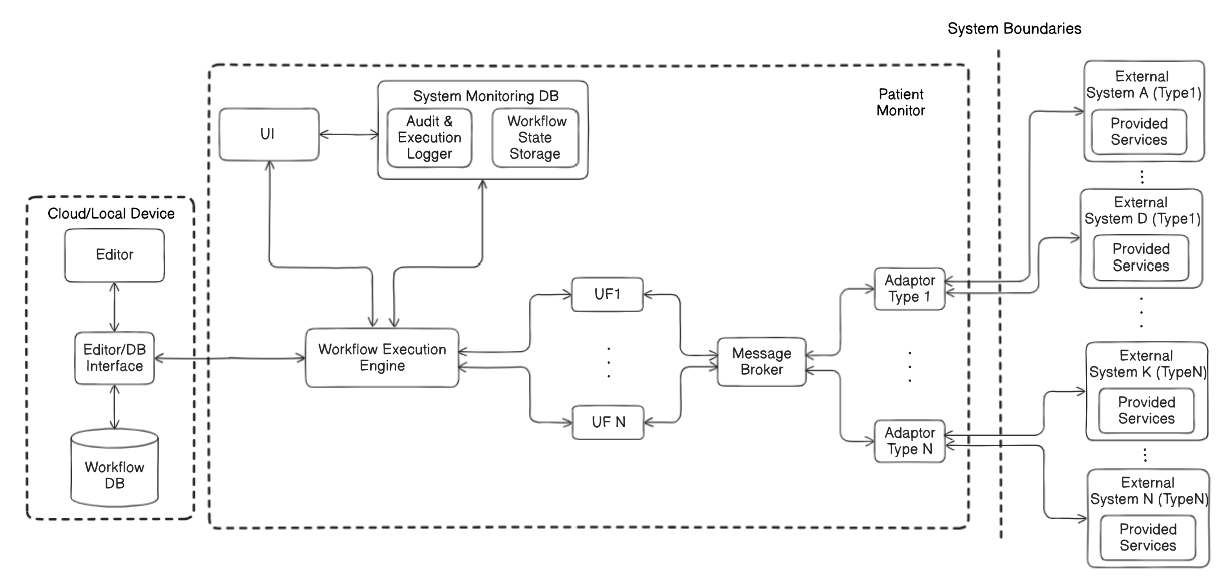 System Boundaries
Patient
Monitor
System Monitoring DB
Audit &
Execution
Logger
Workflow
State
Storage
UI
Cloud/Local Device
Editor
Editor/DB
Interface
Workflow
DB
Workflow Execution
Engine
UF1
UF N
Message
Broker
Adaptor
Type 1
Adaptor
Type N
External
System A (Type1)
Provided
Services
External
System D (Type1)
Provided
Services
External
System K (TypeN)
Provided
Services
External
System N (TypeN)
Provided
Services